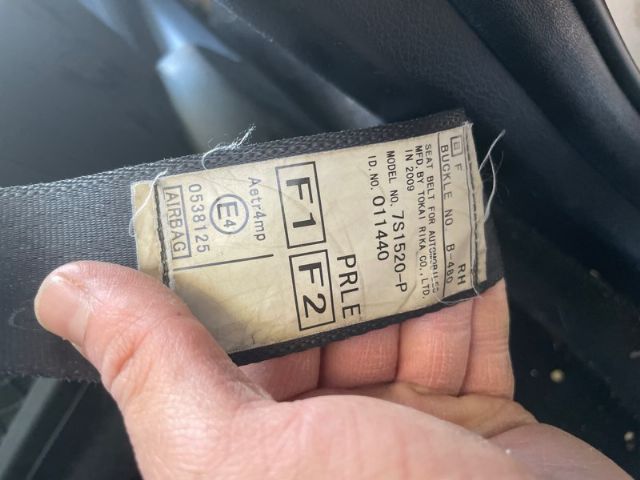 B F RH
BUCKLE NO B-480
SEAT BELT FOR AUTOMOBILES
MFD.BY TOKAI RIKA CO.,LTD.
IN 2009
MODEL NO. 7S1520-P
ID.NO. 011440
PRLE
F1 F2
Aetr4mp
E4
0538125
AIRBAG